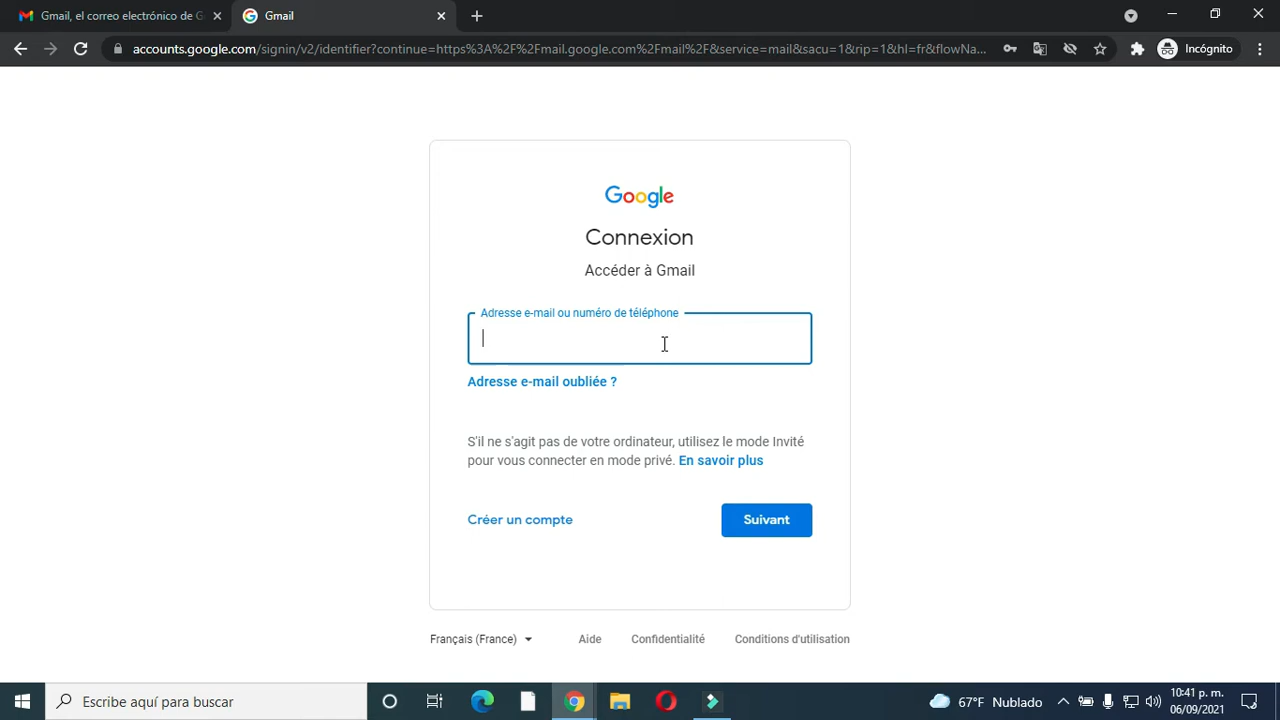 Gmail, el correo electrónico de G
Gmail
accounts.google.com/signin/v2/identifier?continue=https%3A%2F%2Fmail.google.com%2Fmail%2F&service=mail&sacu=1&rip=1&hl=fr&flowNa...
Incógnito
Google
Connexion
Accéder à Gmail
Adresse e-mail ou numéro de téléphone
Adresse e-mail oubliée ?
S'il ne s'agit pas de votre ordinateur, utilisez le mode Invité
pour vous connecter en mode privé. En savoir plus
Créer un compte
Suivant
Français (France)
Aide
Confidentialité
Conditions d'utilisation
Escribe aquí para buscar
67°F Nublado
10:41 p. m.
06/09/2021